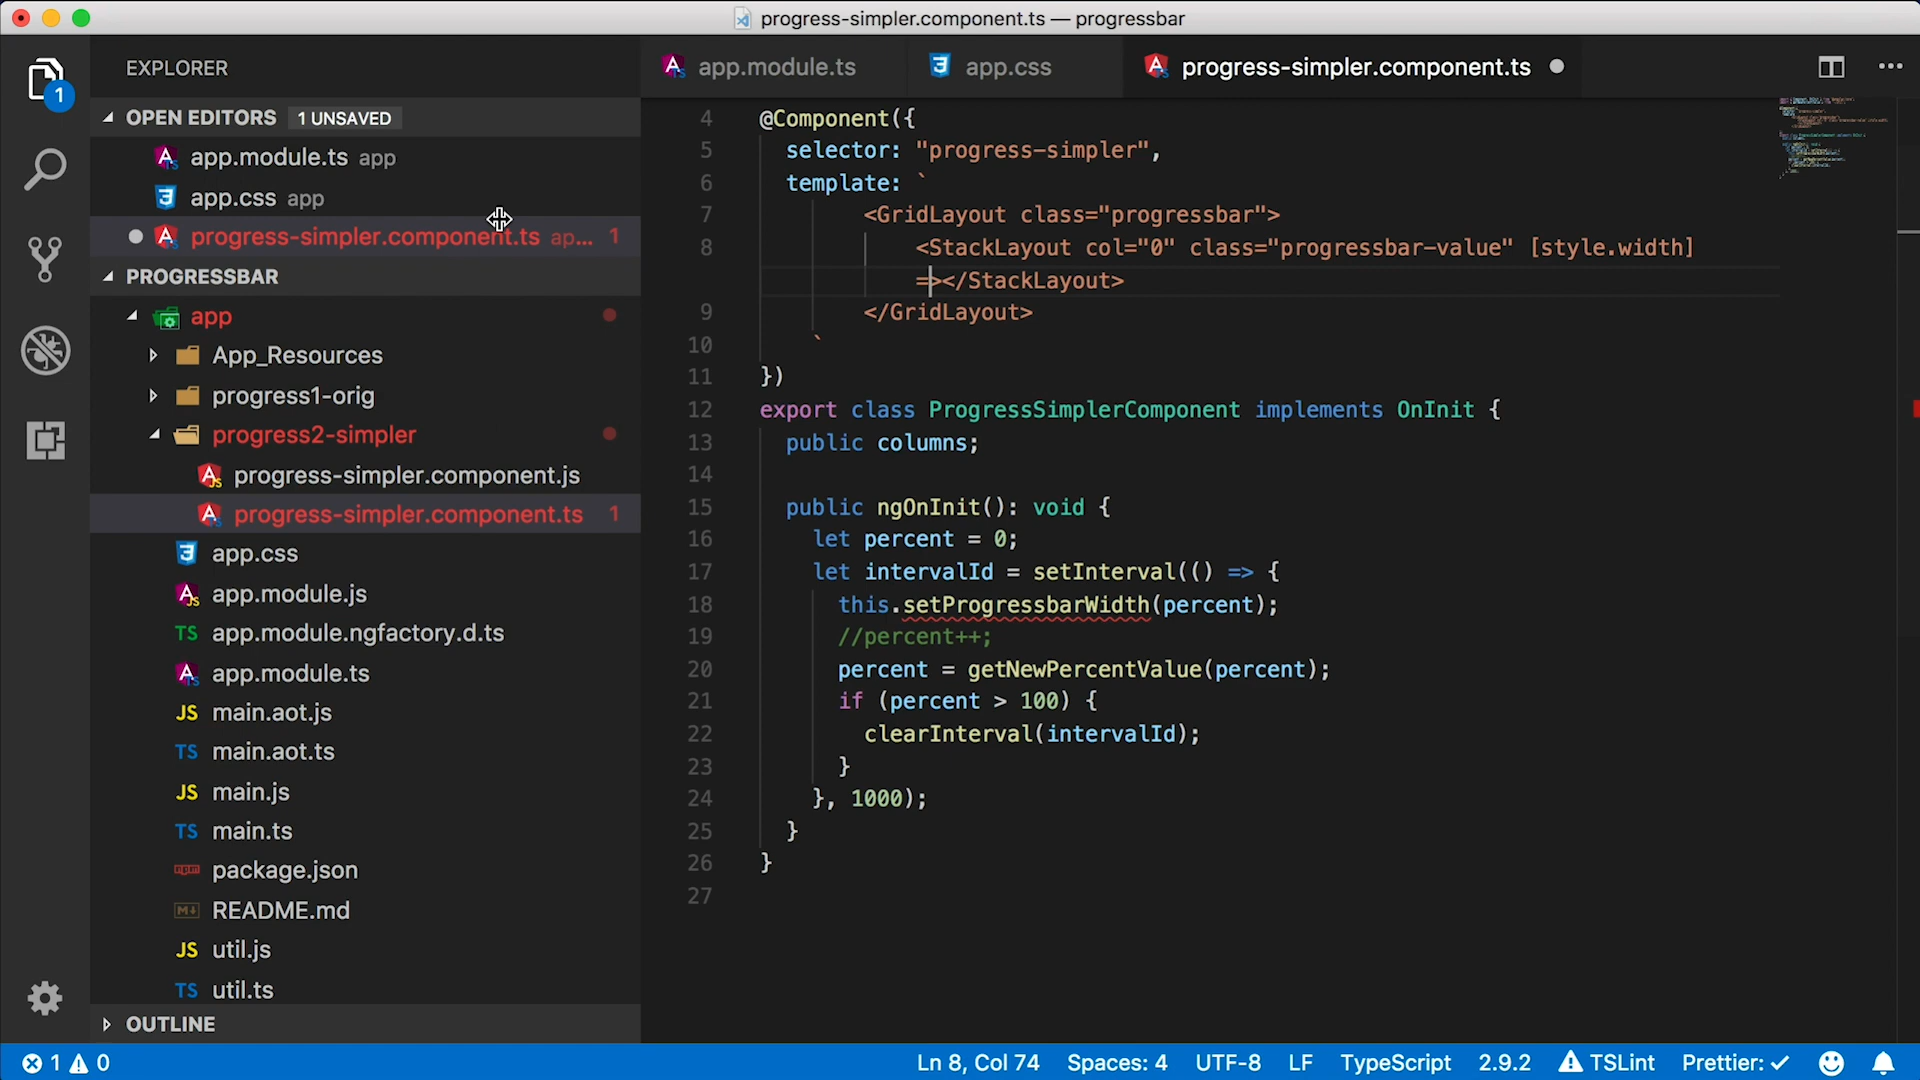 progress-simpler.component.ts — progressbar
EXPLORER
app.module.ts
app.css
progress-simpler.component.ts
1
OPEN EDITORS 1 UNSAVED
app.module.ts app
app.css app
progress-simpler.component.ts ap... 1
PROGRESSBAR
app
App_Resources
progress1-orig
progress2-simpler
progress-simpler.component.js
progress-simpler.component.ts 1
app.css
app.module.js
TS app.module.ngfactory.d.ts
app.module.ts
JS main.aot.js
TS main.aot.ts
JS main.js
TS main.ts
package.json
README.md
JS util.js
TS util.ts
OUTLINE
4 @Component({
5 selector: "progress-simpler",
6 template: `
7 <GridLayout class="progressbar">
8 <StackLayout col="0" class="progressbar-value" [style.width]
=></StackLayout>
9 </GridLayout>
10 `
11 })
12 export class ProgressSimplerComponent implements OnInit {
13 public columns;
14
15 public ngOnInit(): void {
16 let percent = 0;
17 let intervalId = setInterval(() => {
18 this.setProgressbarWidth(percent);
19 //percent++;
20 percent = getNewPercentValue(percent);
21 if (percent > 100) {
22 clearInterval(intervalId);
23 }
24 }, 1000);
25 }
26 }
27
1 0
Ln 8, Col 74 Spaces: 4 UTF-8 LF TypeScript 2.9.2 TSLint Prettier: ✓